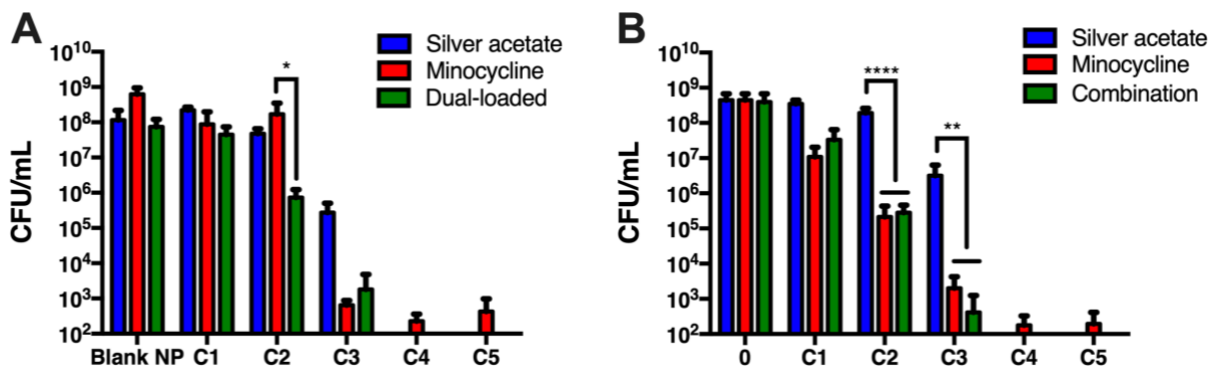 A
Silver acetate
Minocycline
Dual-loaded
*
CFU/mL
10^10
10^9
10^8
10^7
10^6
10^5
10^4
10^3
10^2
Blank NP C1 C2 C3 C4 C5
B
Silver acetate
Minocycline
Combination
****
**
CFU/mL
10^10
10^9
10^8
10^7
10^6
10^5
10^4
10^3
10^2
0 C1 C2 C3 C4 C5